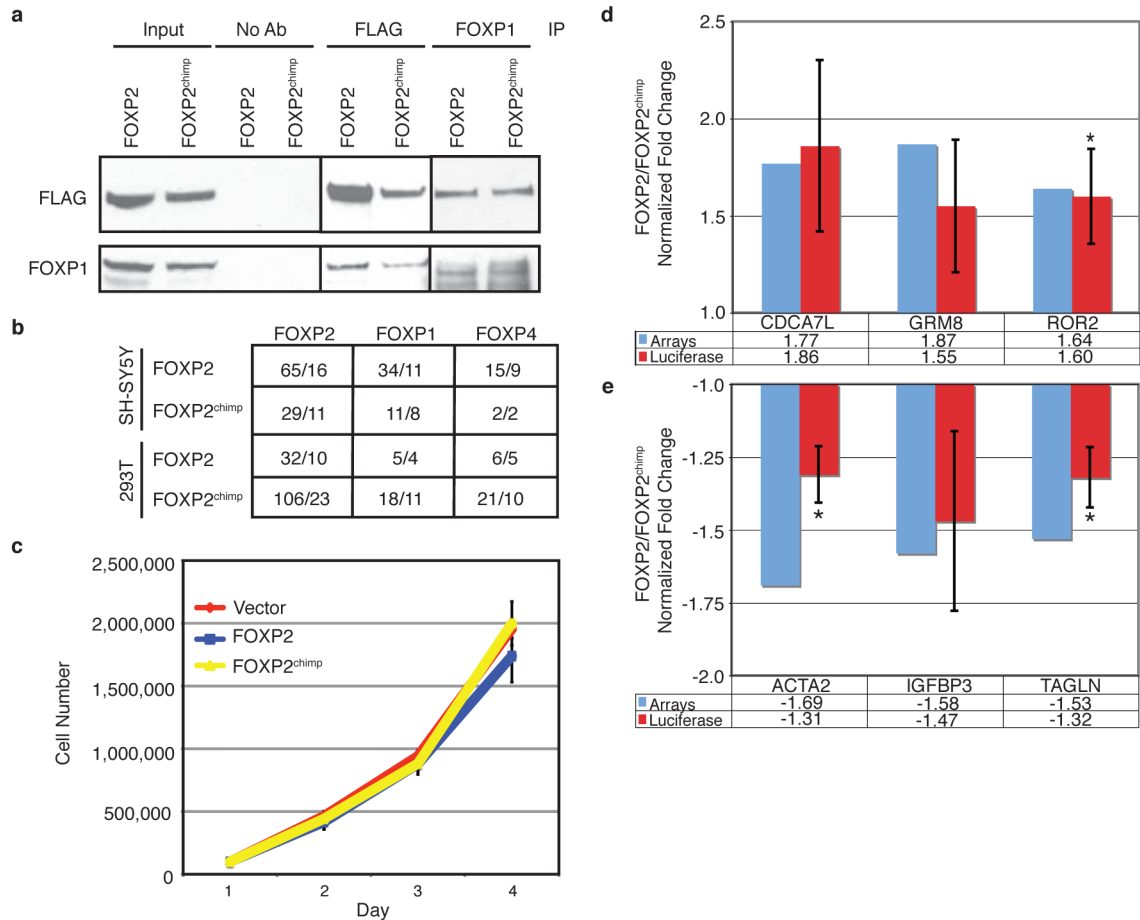 a
Input No Ab FLAG FOXP1 IP
FOXP2 FOXP2chimp FOXP2 FOXP2chimp FOXP2 FOXP2chimp FOXP2 FOXP2chimp
FLAG
FOXP1
b
FOXP2 FOXP1 FOXP4
SH-SY5Y
FOXP2 65/16 34/11 15/9
FOXP2chimp 29/11 11/8 2/2
293T
FOXP2 32/10 5/4 6/5
FOXP2chimp 106/23 18/11 21/10
c
Cell Number
2,500,000
2,000,000
1,500,000
1,000,000
500,000
0
Vector
FOXP2
FOXP2chimp
1 2 3 4
Day
d
FOXP2/FOXP2chimp
Normalized Fold Change
2.5
2.0
1.5
1.0
*
CDCA7L GRM8 ROR2
Arrays 1.77 1.87 1.64
Luciferase 1.86 1.55 1.60
e
FOXP2/FOXP2chimp
Normalized Fold Change
-1.0
-1.25
-1.5
-1.75
-2.0
* *
ACTA2 IGFBP3 TAGLN
Arrays -1.69 -1.58 -1.53
Luciferase -1.31 -1.47 -1.32